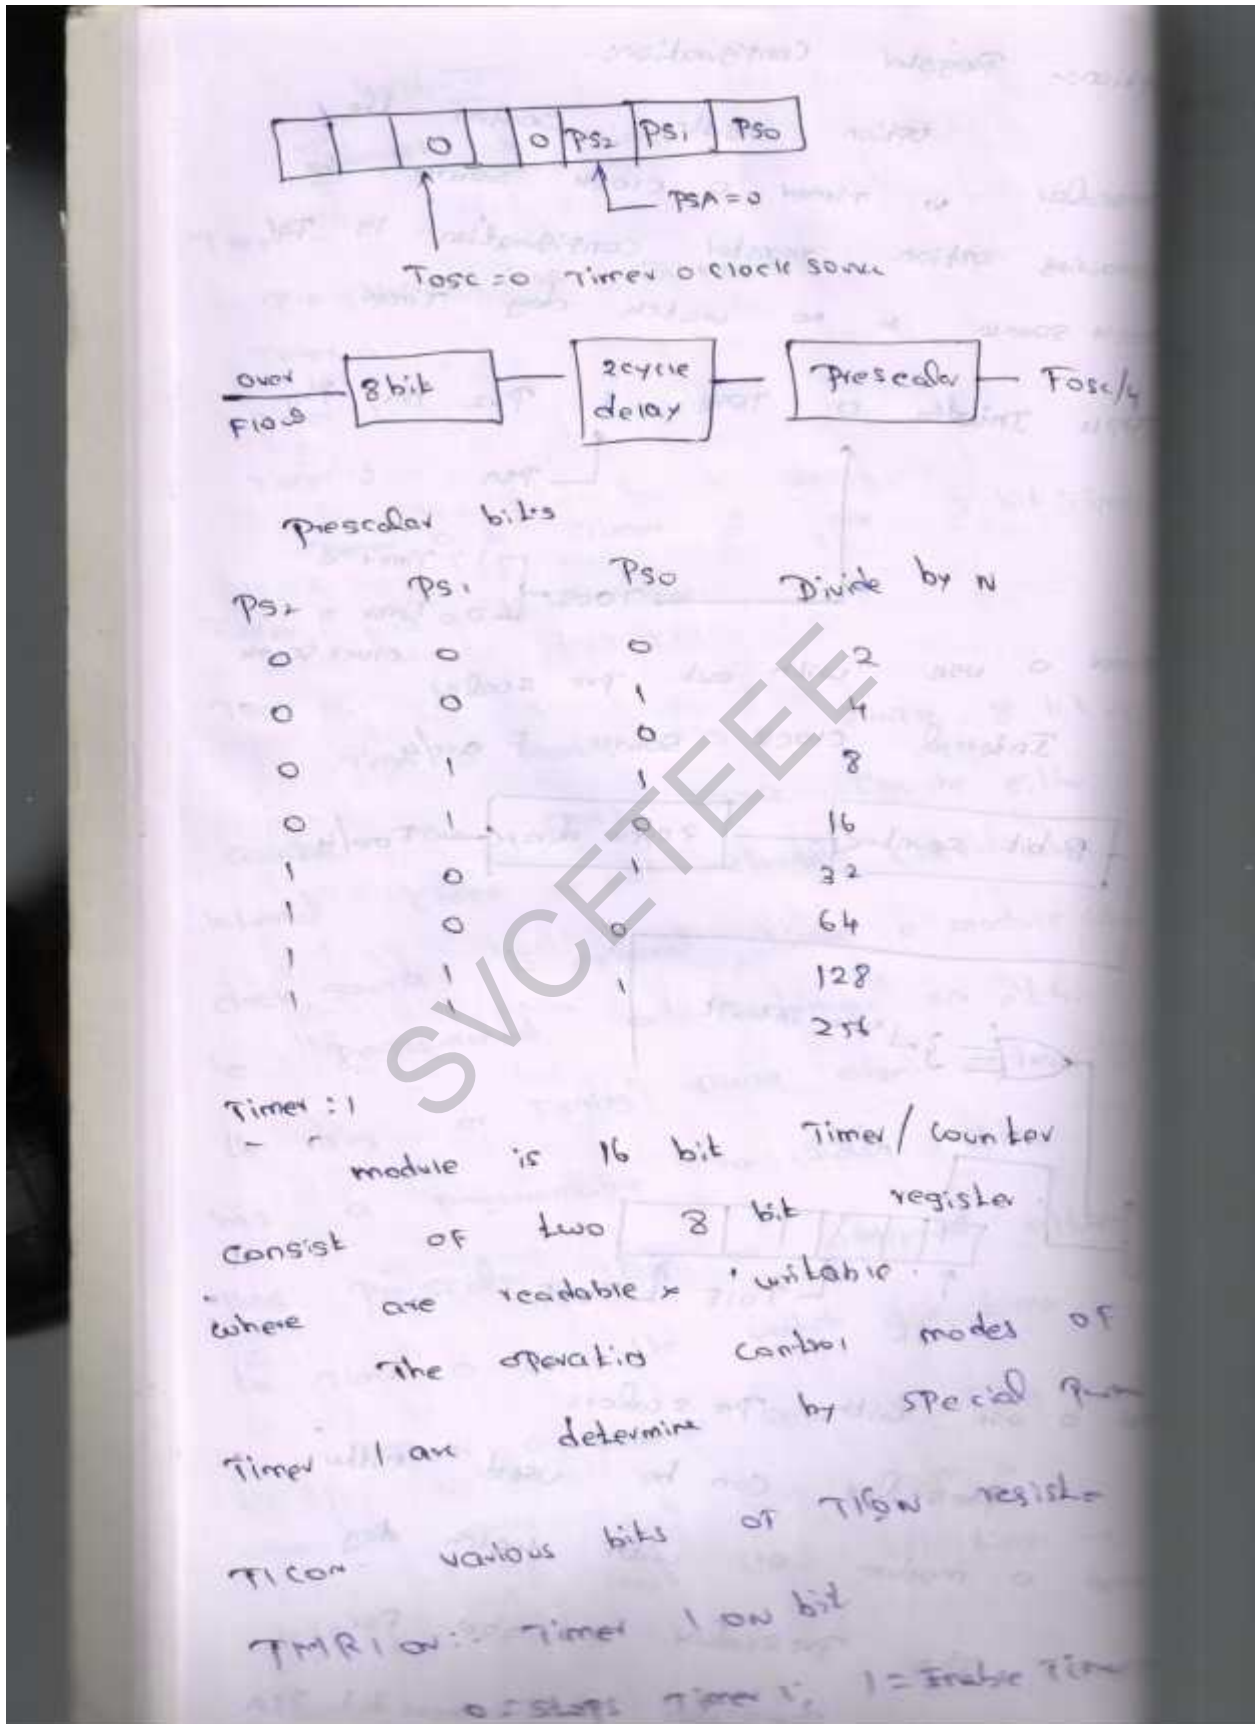 0 0 PS2 PS1 PS0
PSA = 0
Tosc = 0 Timer 0 clock source
Over Flow 8 bit 2cycle delay Prescalar Fosc/4
Prescalar bits
PS2 PS1 PS0 Divide by N
0 0 0 2
0 0 1 4
0 1 0 8
0 1 1 16
1 0 0 32
1 0 1 64
1 1 0 128
1 1 1 256
Timer : 1
module is 16 bit Timer/counter
Consist of two 8 bit register
where are readable & writable.
The operating control modes of
Timer 1 are determine by special
T1CON various bits of T1CON
TMR1ON: Timer 1 ON bit
0 = Stops Timer 1; 1 = Enable
SVCETEEE